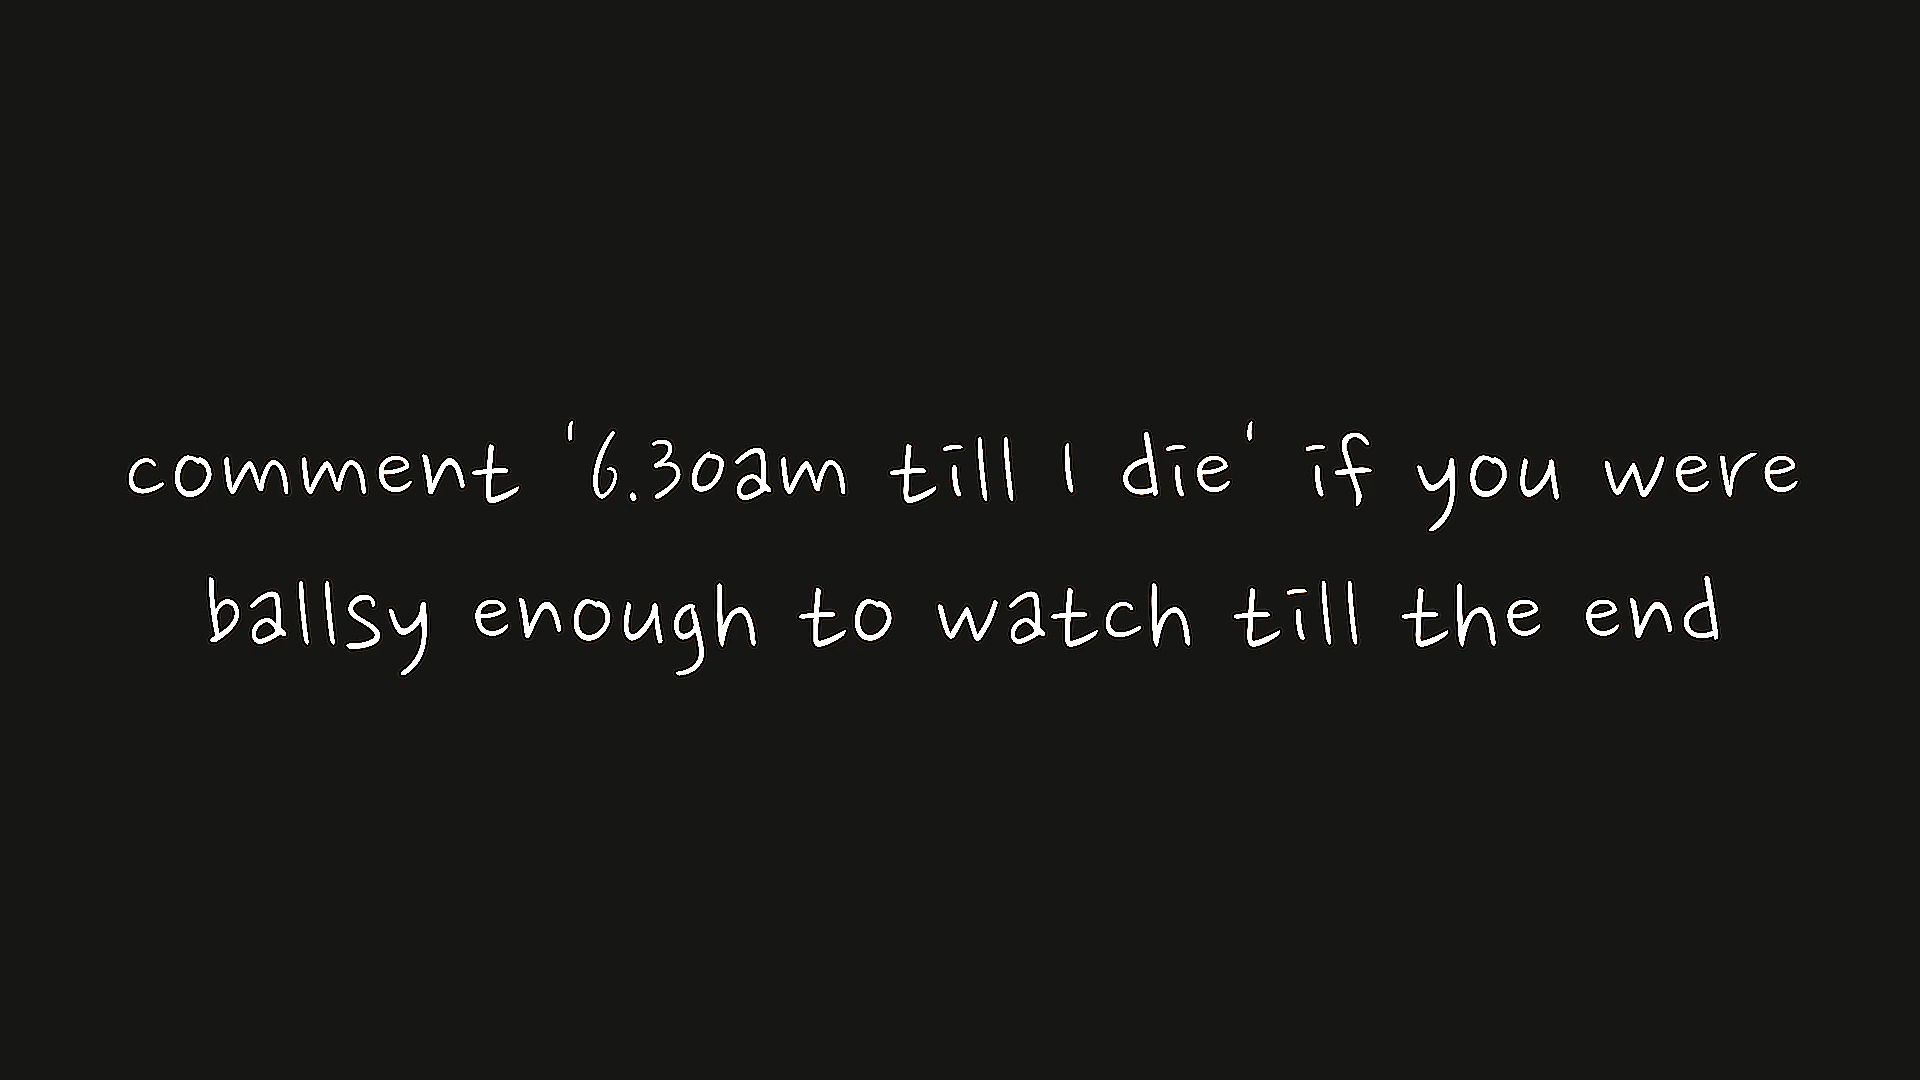 comment '6.30am till I die' if you were
ballsy enough to watch till the end